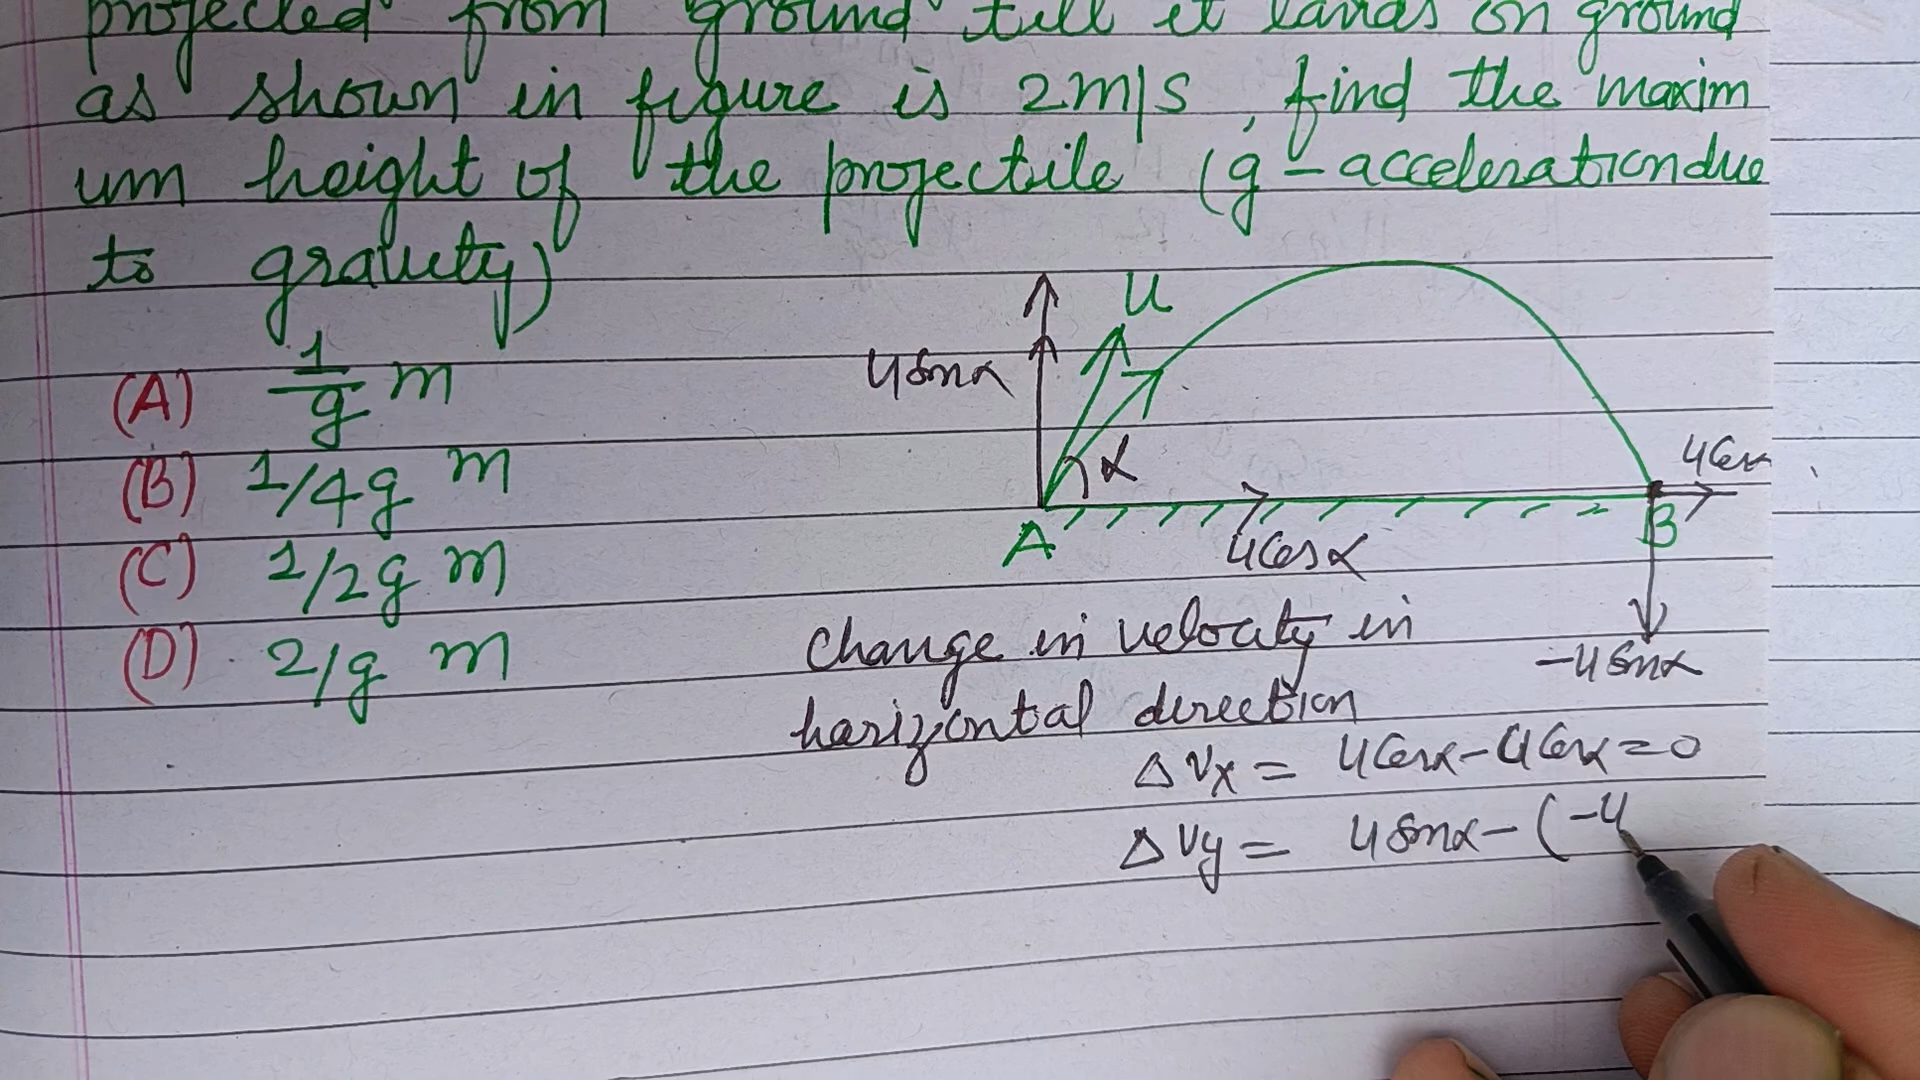 projected from ground till it lands on ground
as shown in figure is 2m/s, find the maxim
um height of the projectile (g-acceleration due
to gravity)
(A) 1/g m
(B) 1/4g m
(C) 1/2g m
(D) 2/g m
u
usinα
α
ucosα
A
B
ucosα
-usinα
change in velocity in
harizontal direction
ΔVx = ucosα-ucosα=0
ΔVy = usinα-(-u